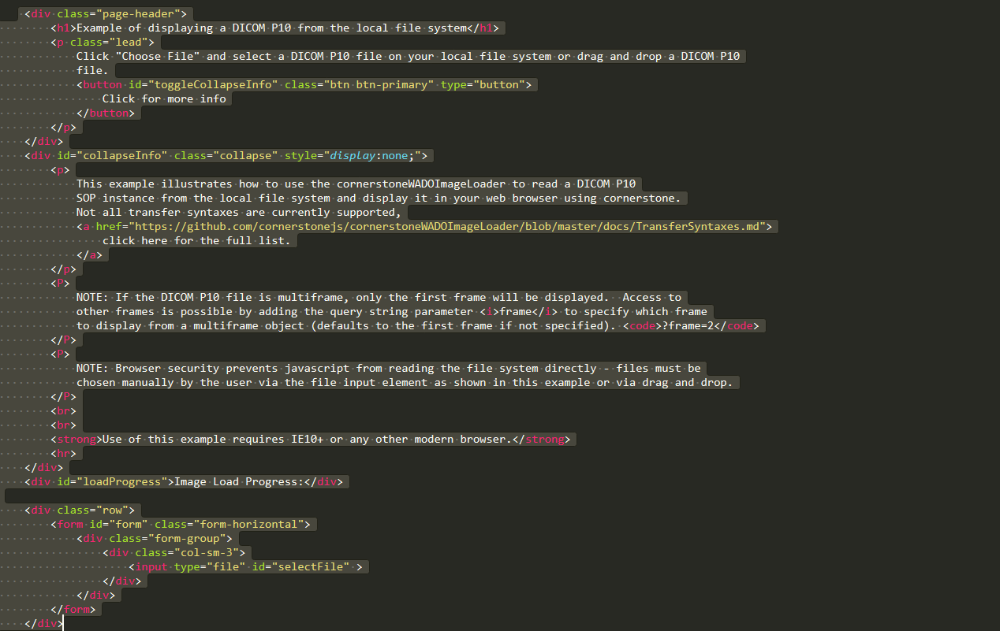 <div class="page-header">
<h1>Example of displaying a DICOM P10 from the local file system</h1>
<p class="lead">
Click "Choose File" and select a DICOM P10 file on your local file system or drag and drop a DICOM P10
file.
<button id="toggleCollapseInfo" class="btn btn-primary" type="button">
Click for more info
</button>
</p>
</div>
<div id="collapseInfo" class="collapse" style="display:none;">
<p>
This example illustrates how to use the cornerstoneWADOImageLoader to read a DICOM P10
SOP instance from the local file system and display it in your web browser using cornerstone.
Not all transfer syntaxes are currently supported,
<a href="https://github.com/cornerstonejs/cornerstoneWADOImageLoader/blob/master/docs/TransferSyntaxes.md">
click here for the full list.
</a>
</p>
<P>
NOTE: If the DICOM P10 file is multiframe, only the first frame will be displayed.  Access to
other frames is possible by adding the query string parameter <i>frame</i> to specify which frame
to display from a multiframe object (defaults to the first frame if not specified). <code>?frame=2</code>
</P>
<P>
NOTE: Browser security prevents javascript from reading the file system directly - files must be
chosen manually by the user via the file input element as shown in this example or via drag and drop.
</P>
<br>
<br>
<strong>Use of this example requires IE10+ or any other modern browser.</strong>
<hr>
</div>
<div id="loadProgress">Image Load Progress:</div>
<div class="row">
<form id="form" class="form-horizontal">
<div class="form-group">
<div class="col-sm-3">
<input type="file" id="selectFile" >
</div>
</div>
</form>
</div>